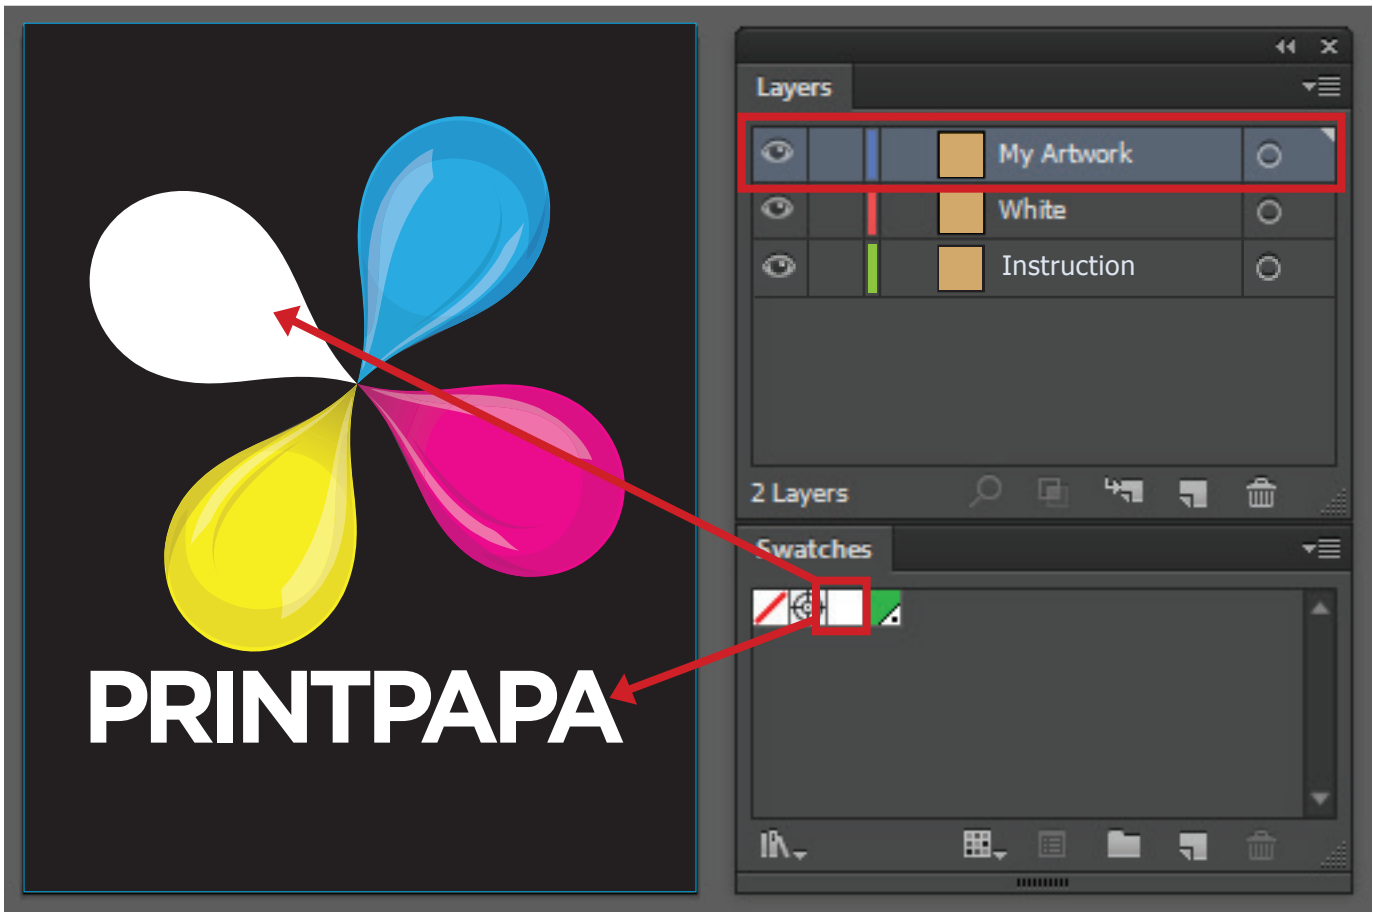 Layers
My Artwork
White
Instruction
2 Layers
Swatches
PRINTPAPA